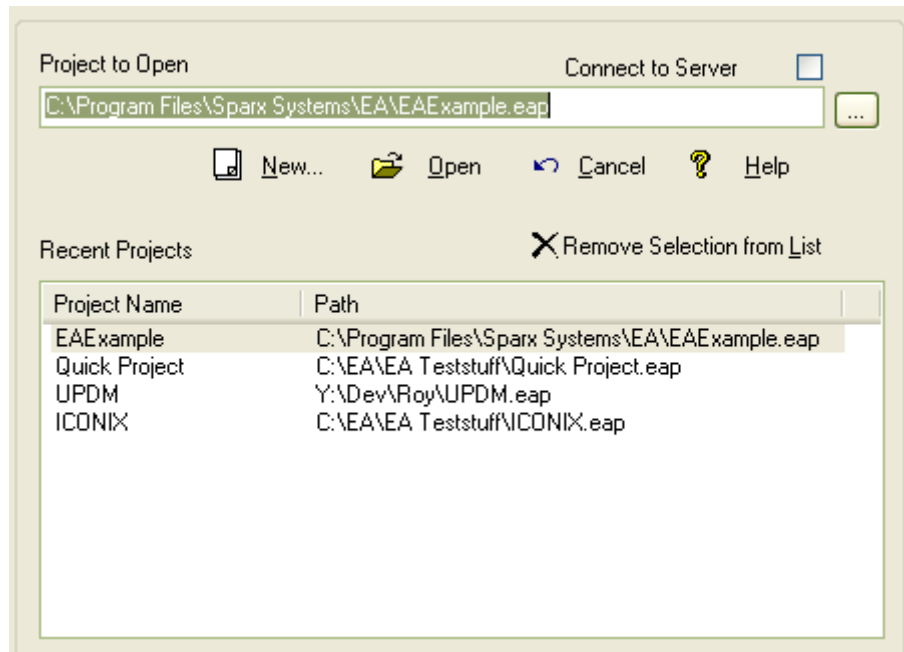 Project to Open Connect to Server
C:\Program Files\Sparx Systems\EA\EAExample.eap ...
New... Open Cancel Help
Recent Projects Remove Selection from List
Project Name Path
EAExample C:\Program Files\Sparx Systems\EA\EAExample.eap
Quick Project C:\EA\EA Teststuff\Quick Project.eap
UPDM Y:\Dev\Roy\UPDM.eap
ICONIX C:\EA\EA Teststuff\ICONIX.eap